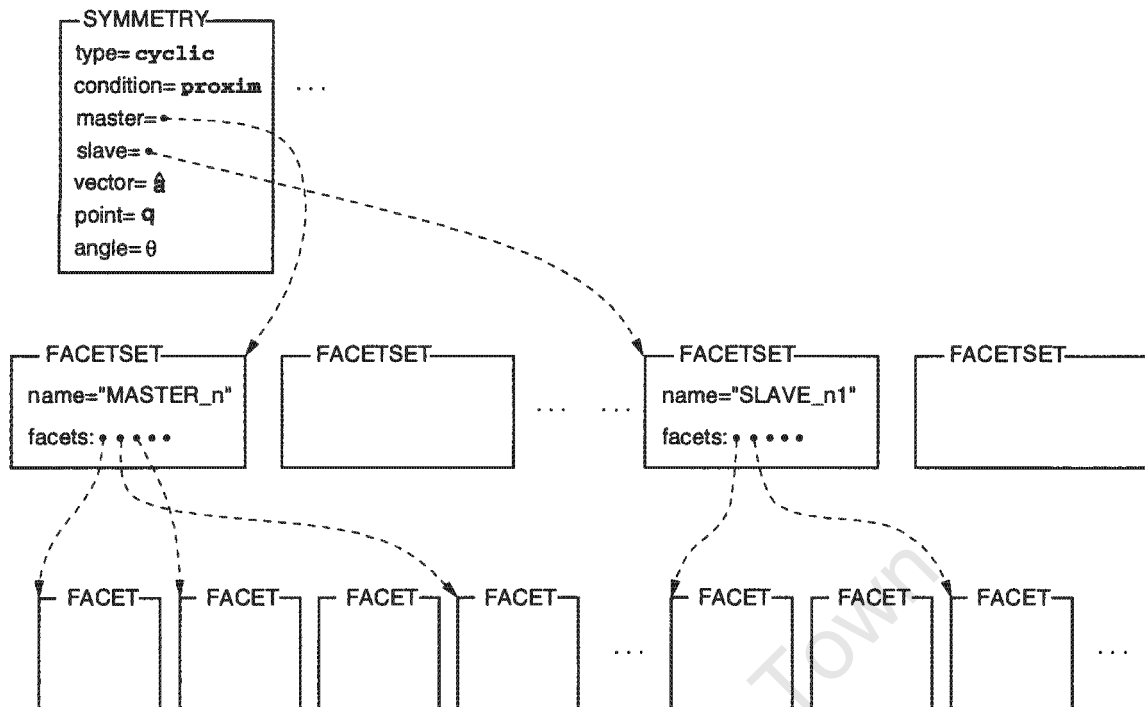 SYMMETRY
type= cyclic
condition= proxim ...
master=
slave=
vector= â
point= q
angle= θ
FACETSET FACETSET FACETSET FACETSET
name="MASTER_n" name="SLAVE_n1"
... ...
facets: facets:
FACET FACET FACET FACET FACET FACET FACET
... ...
Town